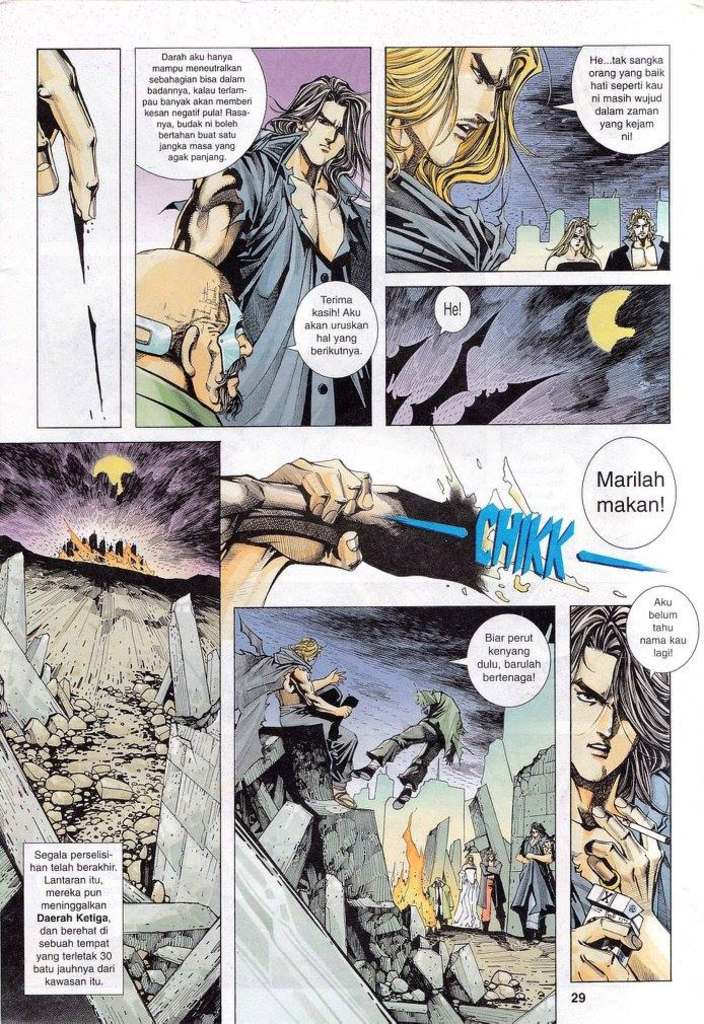 Darah aku hanya
mampu meneutralkan
sebahagian bisa dalam
badannya, kalau terlam-
pau banyak akan memberi
kesan negatif pula! Rasa-
nya, budak ni boleh
bertahan buat satu
jangka masa yang
agak panjang.
Terima
kasih! Aku
akan uruskan
hal yang
berikutnya.
He...tak sangka
orang yang baik
hati seperti kau
ni masih wujud
dalam zaman
yang kejam
ni!
He!
Segala perselisi-
han telah berakhir.
Lantaran itu,
mereka pun
meninggalkan
Daerah Ketiga,
dan berehat di
sebuah tempat
yang terletak 30
batu jauhnya dari
kawasan itu.
CHIKK
Marilah
makan!
Biar perut
kenyang
dulu, barulah
bertenaga!
Aku
belum
tahu
nama kau
lagi!
29